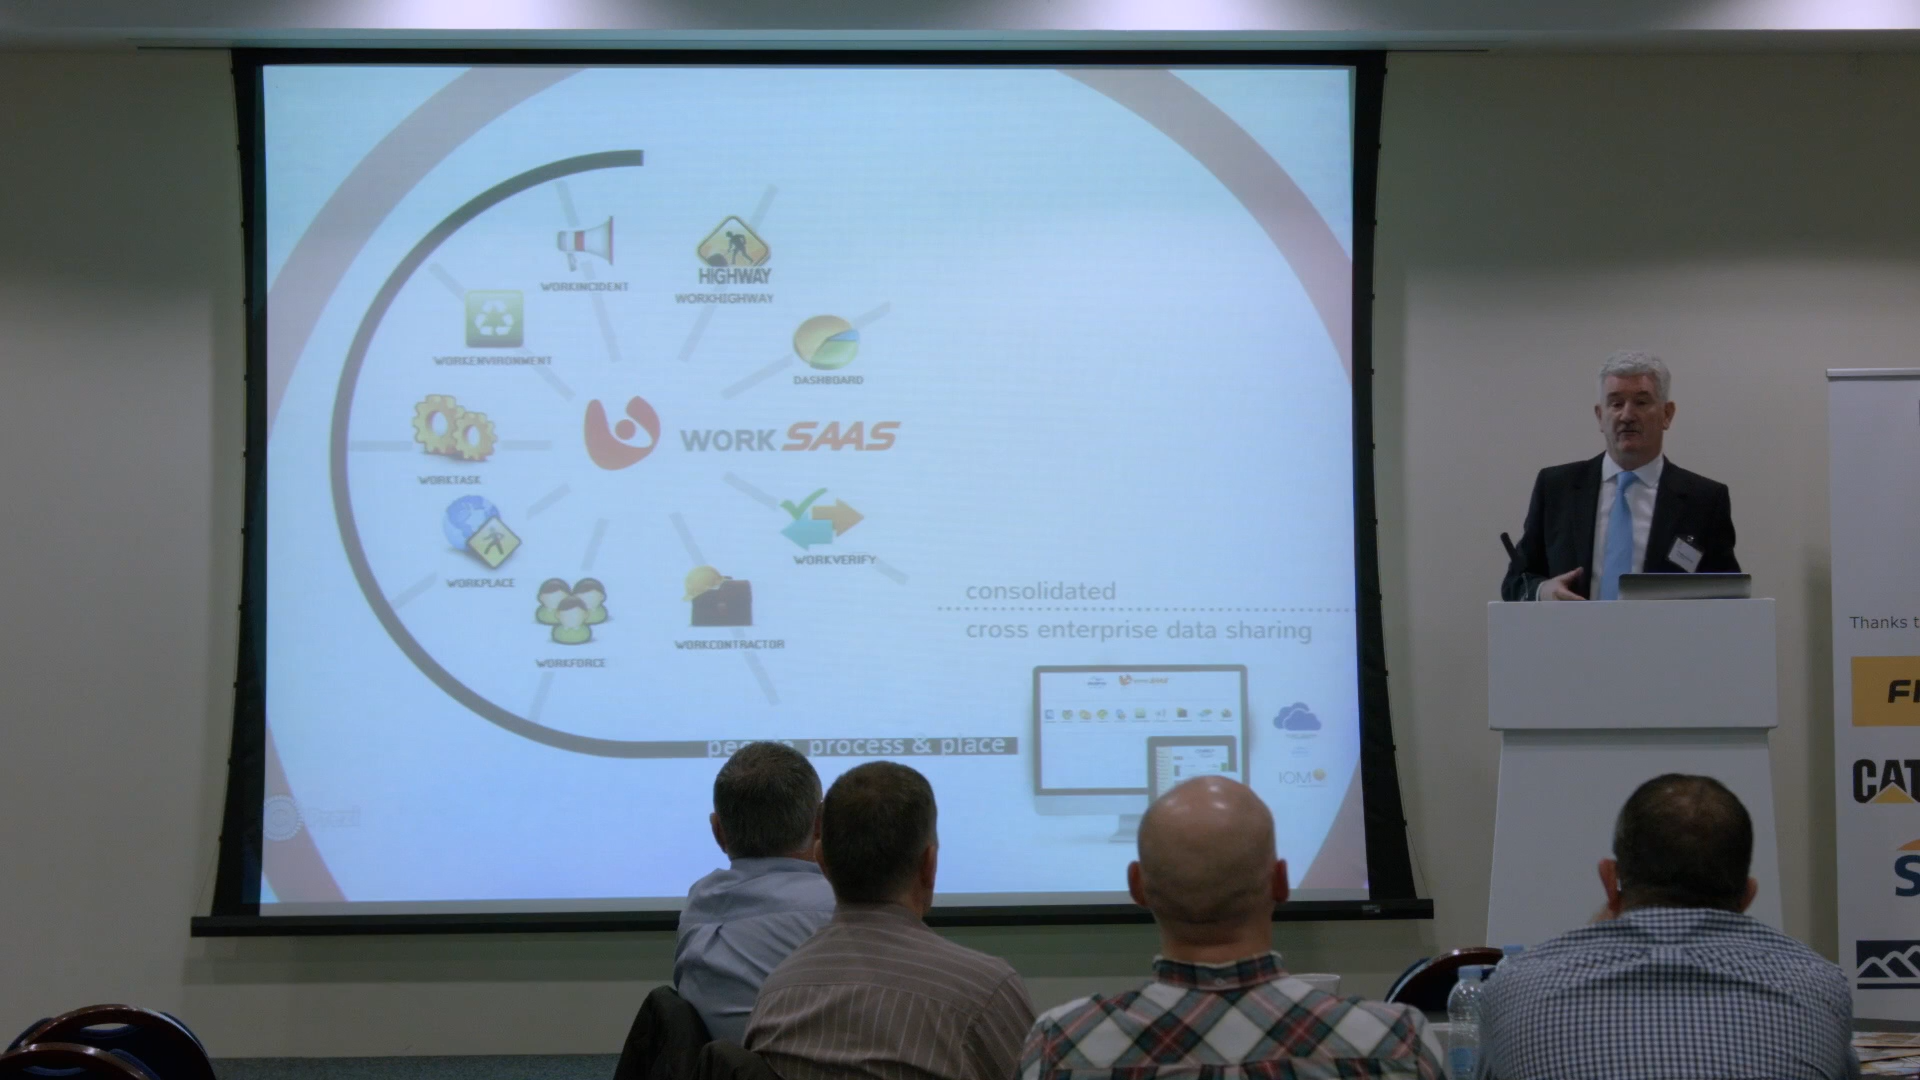 WORKINCIDENT
HIGHWAY
WORKHIGHWAY
WORKENVIRONMENT
DASHBOARD
WORKTASK
WORK SAAS
WORKPLACE
WORKVERIFY
WORKFORCE
WORKCONTRACTOR
consolidated
cross enterprise data sharing
process & place
IOM
Thanks t
CAT
S